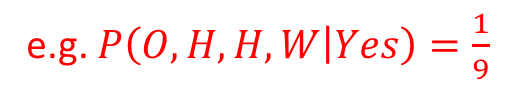 e.g. P(O, H, H, W|Yes) = 1/9